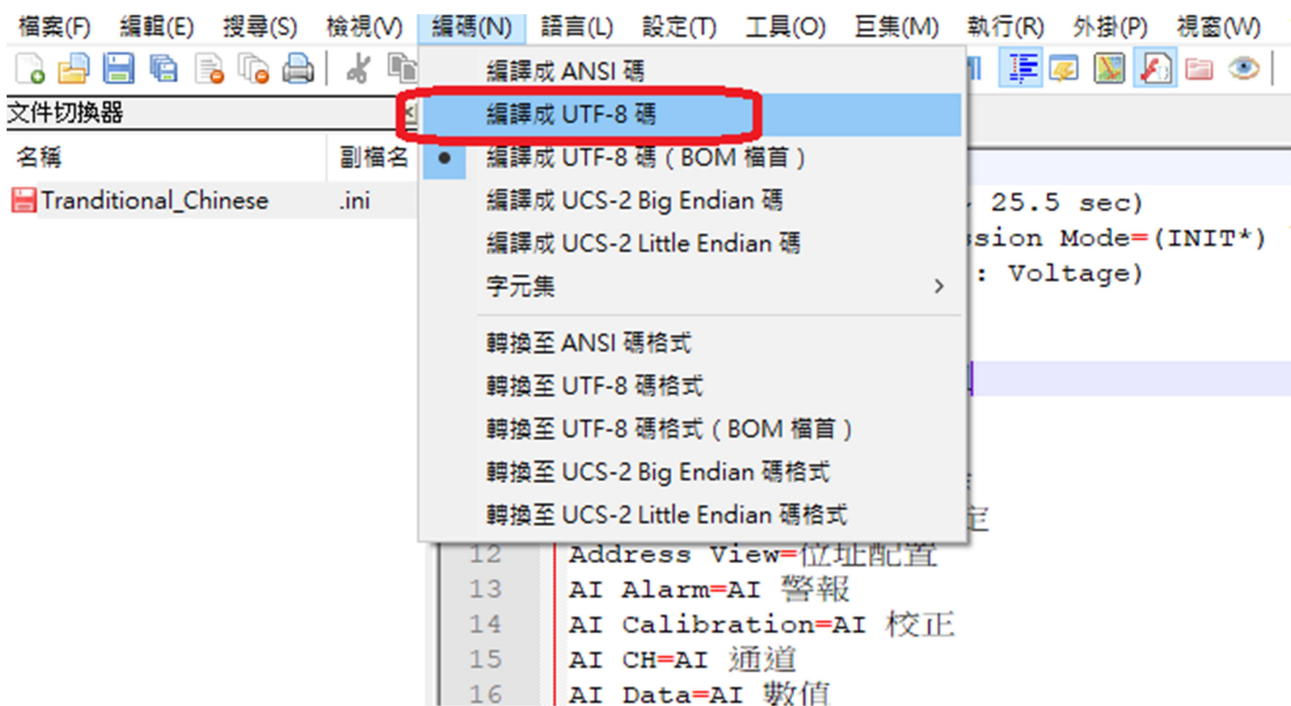 檔案(F) 編輯(E) 搜尋(S) 檢視(V) 編碼(N) 語言(L) 設定(T) 工具(O) 巨集(M) 執行(R) 外掛(P) 視窗(W)
文件切換器
名稱 副檔名
Tranditional_Chinese .ini
編譯成 ANSI 碼
編譯成 UTF-8 碼
編譯成 UTF-8 碼 ( BOM 檔首 )
編譯成 UCS-2 Big Endian 碼
編譯成 UCS-2 Little Endian 碼
字元集
轉換至 ANSI 碼格式
轉換至 UTF-8 碼格式
轉換至 UTF-8 碼格式 ( BOM 檔首 )
轉換至 UCS-2 Big Endian 碼格式
轉換至 UCS-2 Little Endian 碼格式
25.5 sec)
ssion Mode=(INIT*)
: Voltage)
定
12 Address View=位址配置
13 AI Alarm=AI 警報
14 AI Calibration=AI 校正
15 AI CH=AI 通道
16 AI Data=AI 數值